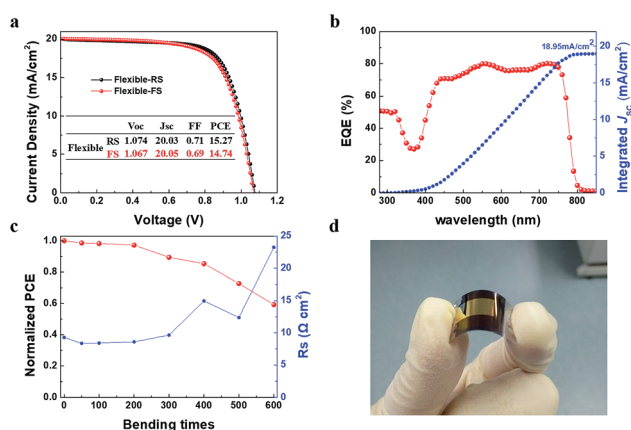 a
Current Density (mA/cm²)
20
15
10
5
0
Flexible-RS
Flexible-FS
Voc Jsc FF PCE
Flexible RS 1.074 20.03 0.71 15.27
FS 1.067 20.05 0.69 14.74
0.0 0.2 0.4 0.6 0.8 1.0 1.2
Voltage (V)
b
EQE (%)
100
80
60
40
20
0
18.95mA/cm²
20
15
10
5
0
Integrated JSC (mA/cm²)
300 400 500 600 700 800
wavelength (nm)
c
Normalized PCE
1.0
0.8
0.6
0.4
0.2
0.0
25
20
15
10
5
0
Rs (Ω cm²)
0 100 200 300 400 500 600
Bending times
d